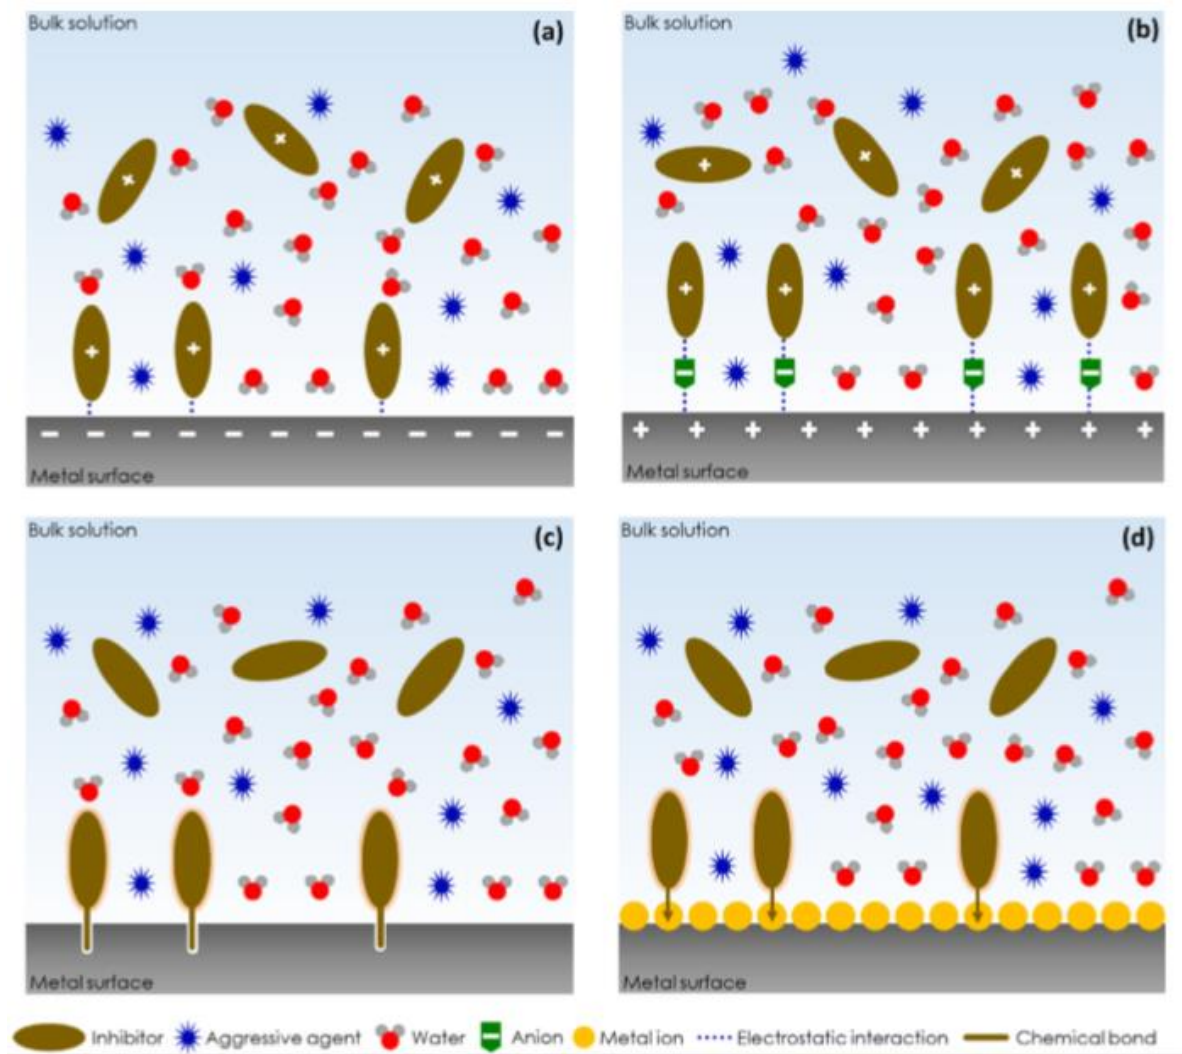 Bulk solution (a)
Bulk solution (b)
Metal surface
Metal surface
Bulk solution (c)
Bulk solution (d)
Metal surface
Metal surface
Inhibitor Aggressive agent Water Anion Metal ion Electrostatic interaction Chemical bond